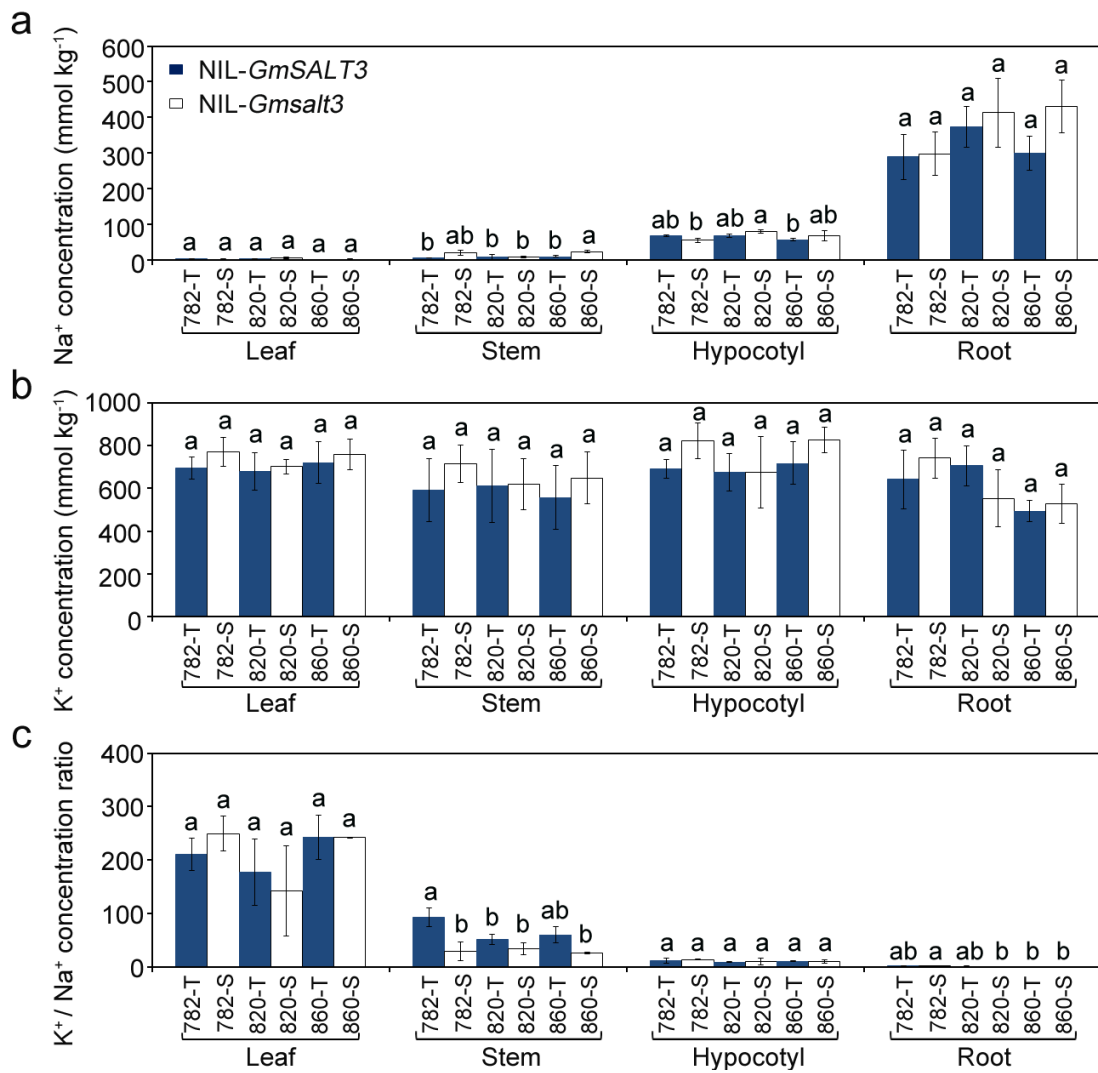 a
Na⁺ concentration (mmol kg⁻¹)
600
500
400
300
200
100
0
NIL-GmSALT3
NIL-Gmsalt3
a a a a a a
b ab b b b a
ab b ab a b ab
a a a a a a
782-T 782-S 820-T 820-S 860-T 860-S
782-T 782-S 820-T 820-S 860-T 860-S
782-T 782-S 820-T 820-S 860-T 860-S
782-T 782-S 820-T 820-S 860-T 860-S
Leaf Stem Hypocotyl Root
b
K⁺ concentration (mmol kg⁻¹)
1000
800
600
400
200
0
a a a a a a
a a a a a a
a a a a a a
a a a a a a
782-T 782-S 820-T 820-S 860-T 860-S
782-T 782-S 820-T 820-S 860-T 860-S
782-T 782-S 820-T 820-S 860-T 860-S
782-T 782-S 820-T 820-S 860-T 860-S
Leaf Stem Hypocotyl Root
c
K⁺ / Na⁺ concentration ratio
400
300
200
100
0
a a a a a a
a b b b ab b
a a a a a a
ab a ab b b b
782-T 782-S 820-T 820-S 860-T 860-S
782-T 782-S 820-T 820-S 860-T 860-S
782-T 782-S 820-T 820-S 860-T 860-S
782-T 782-S 820-T 820-S 860-T 860-S
Leaf Stem Hypocotyl Root